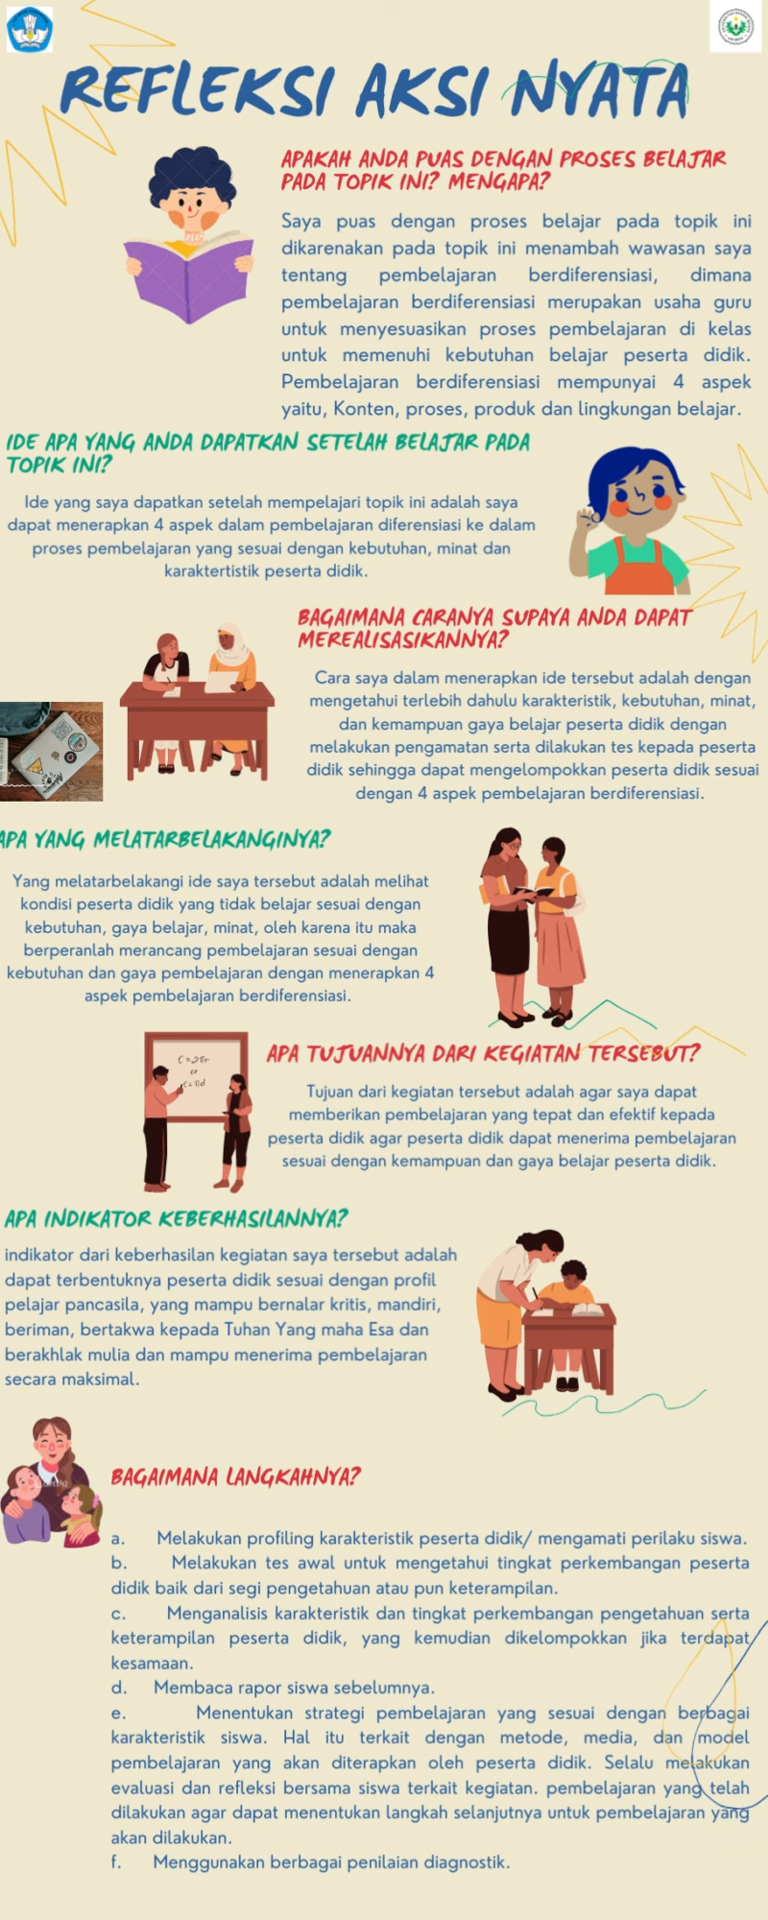 REFLEKSI AKSI NYATA
APAKAH ANDA PUAS DENGAN PROSES BELAJAR
PADA TOPIK INI? MENGAPA?
Saya puas dengan proses belajar pada topik ini
dikarenakan pada topik ini menambah wawasan saya
tentang pembelajaran berdiferensiasi, dimana
pembelajaran berdiferensiasi merupakan usaha guru
untuk menyesuasikan proses pembelajaran di kelas
untuk memenuhi kebutuhan belajar peserta didik.
Pembelajaran berdiferensiasi mempunyai 4 aspek
yaitu, Konten, proses, produk dan lingkungan belajar.
IDE APA YANG ANDA DAPATKAN SETELAH BELAJAR PADA
TOPIK INI?
Ide yang saya dapatkan setelah mempelajari topik ini adalah saya
dapat menerapkan 4 aspek dalam pembelajaran diferensiasi ke dalam
proses pembelajaran yang sesuai dengan kebutuhan, minat dan
karaktertistik peserta didik.
BAGAIMANA CARANYA SUPAYA ANDA DAPAT
MEREALISASIKANNYA?
Cara saya dalam menerapkan ide tersebut adalah dengan
mengetahui terlebih dahulu karakteristik, kebutuhan, minat,
dan kemampuan gaya belajar peserta didik dengan
melakukan pengamatan serta dilakukan tes kepada peserta
didik sehingga dapat mengelompokkan peserta didik sesuai
dengan 4 aspek pembelajaran berdiferensiasi.
APA YANG MELATARBELAKANGINYA?
Yang melatarbelakangi ide saya tersebut adalah melihat
kondisi peserta didik yang tidak belajar sesuai dengan
kebutuhan, gaya belajar, minat, oleh karena itu maka
berperanlah merancang pembelajaran sesuai dengan
kebutuhan dan gaya pembelajaran dengan menerapkan 4
aspek pembelajaran berdiferensiasi.
C=2πr
or
C=πd
APA TUJUANNYA DARI KEGIATAN TERSEBUT?
Tujuan dari kegiatan tersebut adalah agar saya dapat
memberikan pembelajaran yang tepat dan efektif kepada
peserta didik agar peserta didik dapat menerima pembelajaran
sesuai dengan kemampuan dan gaya belajar peserta didik.
APA INDIKATOR KEBERHASILANNYA?
indikator dari keberhasilan kegiatan saya tersebut adalah
dapat terbentuknya peserta didik sesuai dengan profil
pelajar pancasila, yang mampu bernalar kritis, mandiri,
beriman, bertakwa kepada Tuhan Yang maha Esa dan
berakhlak mulia dan mampu menerima pembelajaran
secara maksimal.
BAGAIMANA LANGKAHNYA?
a. Melakukan profiling karakteristik peserta didik/ mengamati perilaku siswa.
b. Melakukan tes awal untuk mengetahui tingkat perkembangan peserta
didik baik dari segi pengetahuan atau pun keterampilan.
c. Menganalisis karakteristik dan tingkat perkembangan pengetahuan serta
keterampilan peserta didik, yang kemudian dikelompokkan jika terdapat
kesamaan.
d. Membaca rapor siswa sebelumnya.
e. Menentukan strategi pembelajaran yang sesuai dengan berbagai
karakteristik siswa. Hal itu terkait dengan metode, media, dan model
pembelajaran yang akan diterapkan oleh peserta didik. Selalu melakukan
evaluasi dan refleksi bersama siswa terkait kegiatan. pembelajaran yang telah
dilakukan agar dapat menentukan langkah selanjutnya untuk pembelajaran yang
akan dilakukan.
f. Menggunakan berbagai penilaian diagnostik.